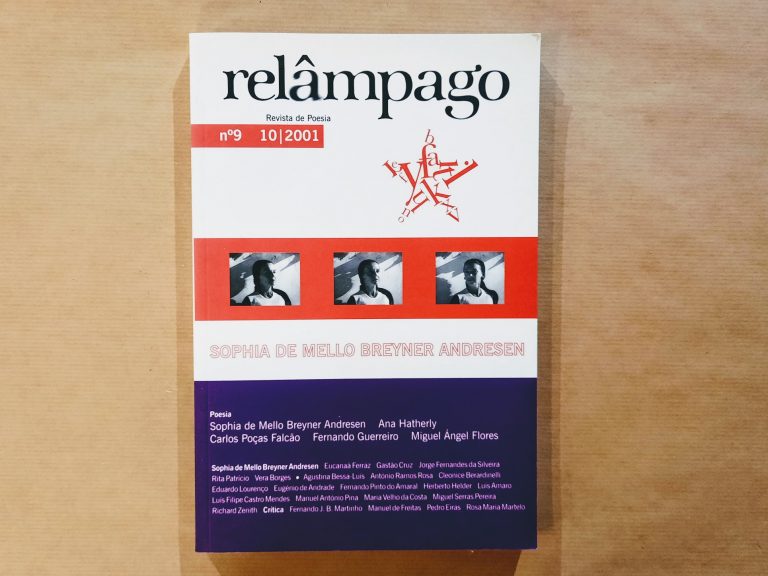 relâmpago
Revista de Poesia
nº9 10|2001
SOPHIA DE MELLO BREYNER ANDRESEN
Poesia
Sophia de Mello Breyner Andresen Ana Hatherly
Carlos Poças Falcão Fernando Guerreiro Miguel Ángel Flores
Sophia de Mello Breyner Andresen Eucanaã Ferraz Gastão Cruz Jorge Fernandes da Silveira
Rita Patrício Vera Borges • Agustina Bessa-Luís António Ramos Rosa Cleonice Berardinelli
Eduardo Lourenço Eugénio de Andrade Fernando Pinto do Amaral Herberto Helder Luis Amaro
Luís Filipe Castro Mendes Manuel António Pina Maria Velho da Costa Miguel Serras Pereira
Richard Zenith Crítica Fernando J. B. Martinho Manuel de Freitas Pedro Eiras Rosa Maria Martelo